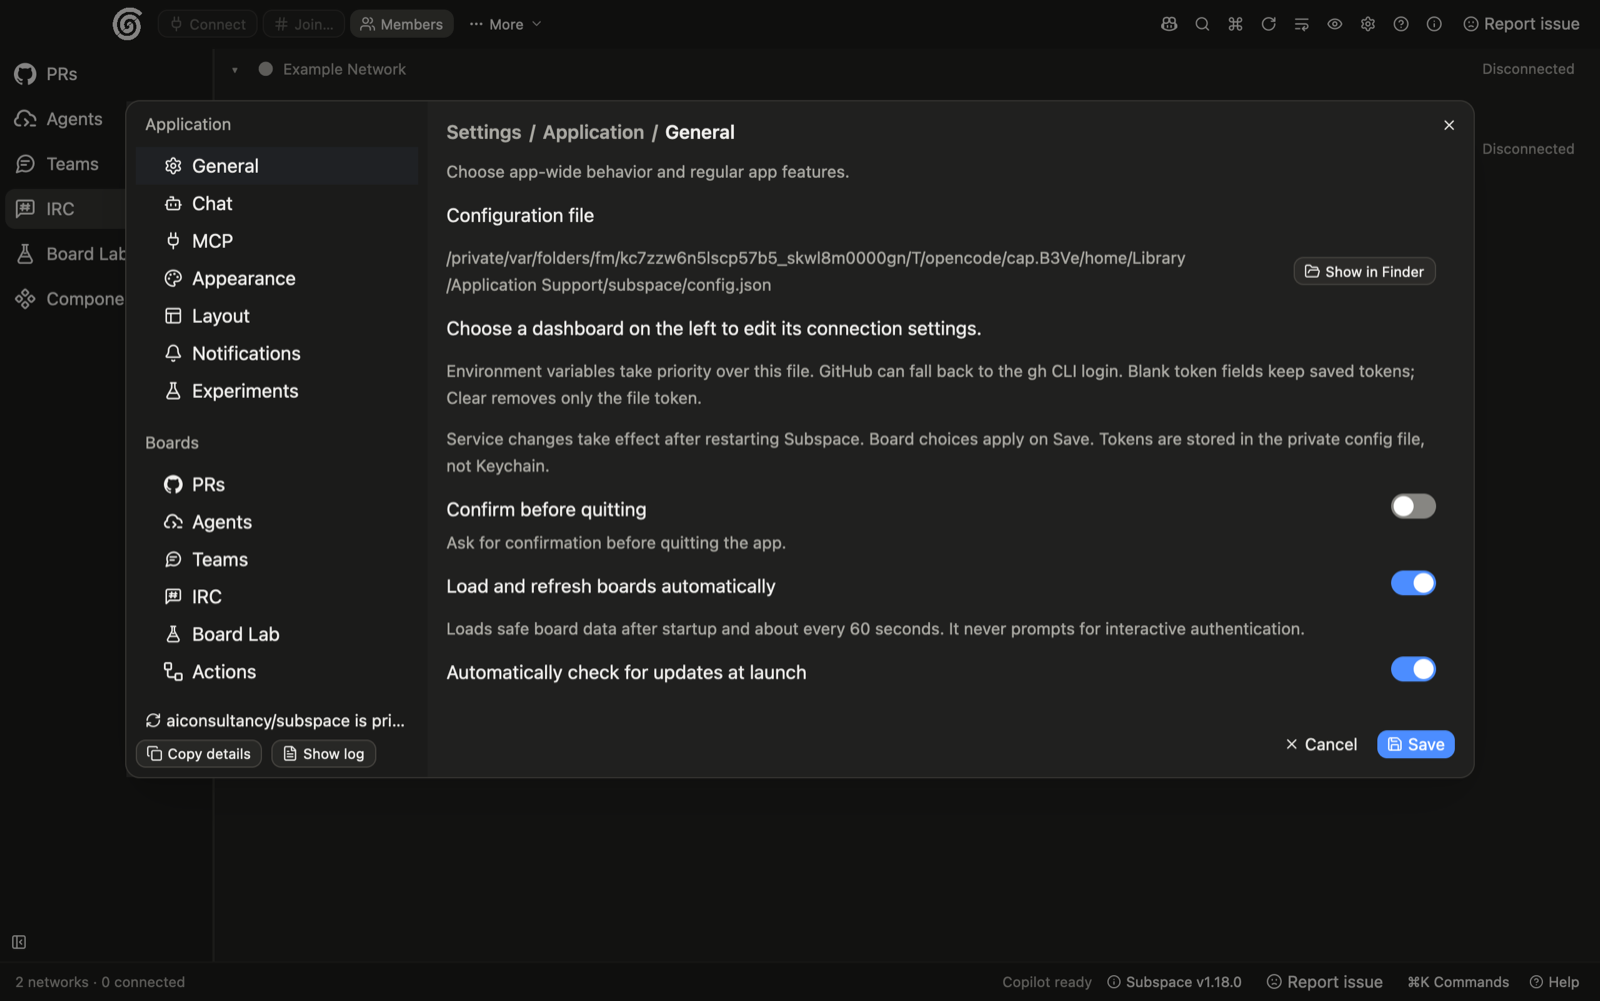 Connect
Join...
Members
More
Report issue
PRs
Agents
Teams
IRC
Board Lab
Compone
Example Network
Disconnected
Disconnected
Application
General
Chat
MCP
Appearance
Layout
Notifications
Experiments
Boards
PRs
Agents
Teams
IRC
Board Lab
Actions
aiconsultancy/subspace is pri...
Copy details
Show log
Settings / Application / General
Choose app-wide behavior and regular app features.
Configuration file
/private/var/folders/fm/kc7zzw6n5lscp57b5_skwl8m0000gn/T/opencode/cap.B3Ve/home/Library
/Application Support/subspace/config.json
Show in Finder
Choose a dashboard on the left to edit its connection settings.
Environment variables take priority over this file. GitHub can fall back to the gh CLI login. Blank token fields keep saved tokens;
Clear removes only the file token.
Service changes take effect after restarting Subspace. Board choices apply on Save. Tokens are stored in the private config file,
not Keychain.
Confirm before quitting
Ask for confirmation before quitting the app.
Load and refresh boards automatically
Loads safe board data after startup and about every 60 seconds. It never prompts for interactive authentication.
Automatically check for updates at launch
Cancel
Save
2 networks · 0 connected
Copilot ready
Subspace v1.18.0
Report issue
⌘K Commands
Help